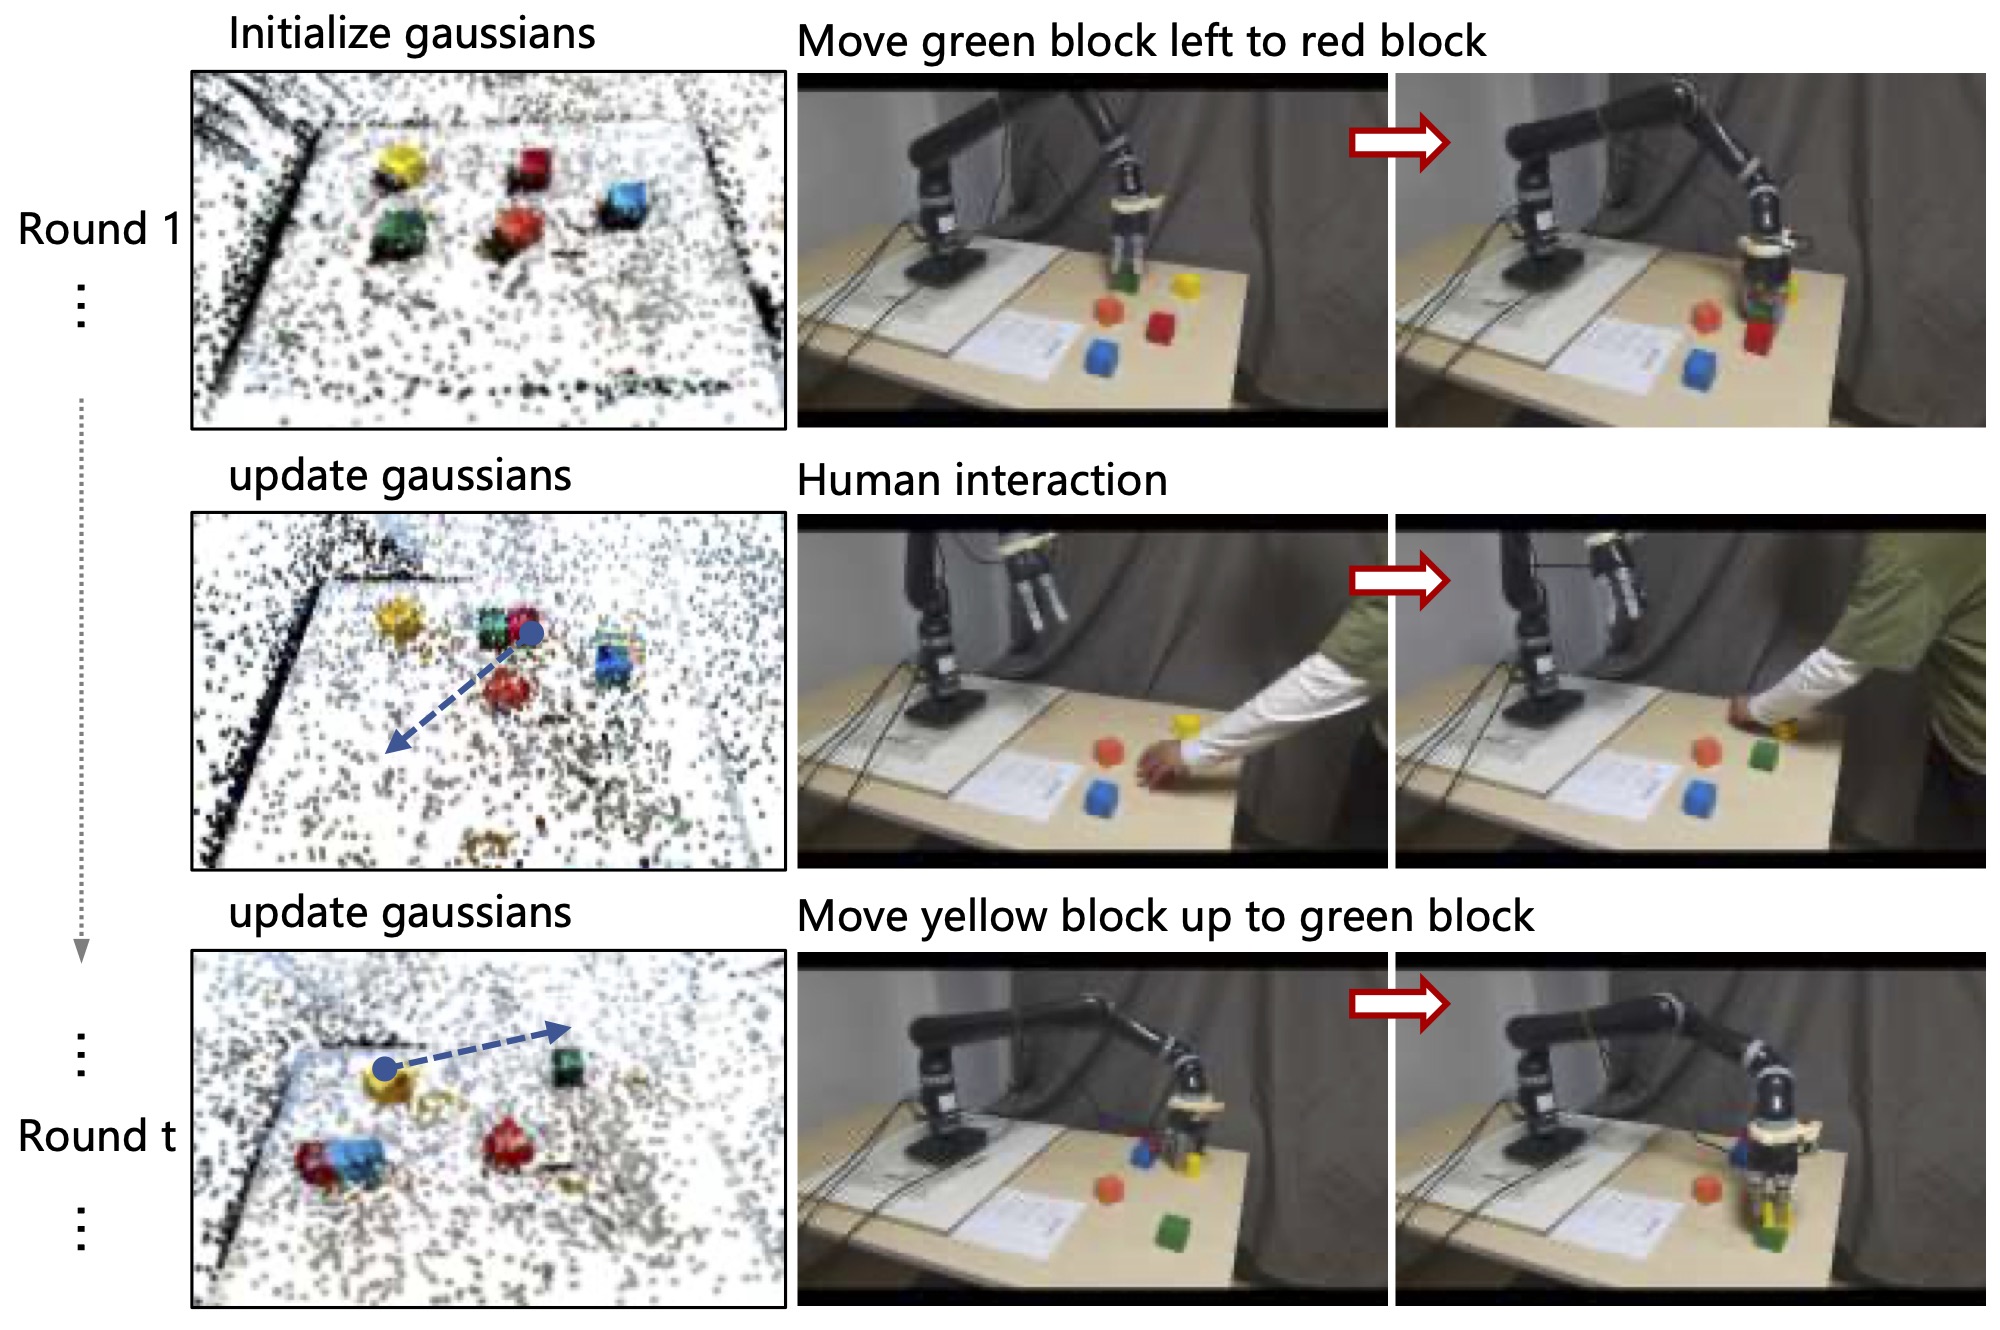 Initialize gaussians
Move green block left to red block
Round 1
update gaussians
Human interaction
update gaussians
Move yellow block up to green block
Round t